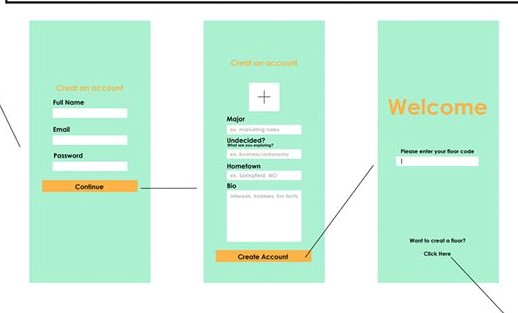 Creat an account
Full Name
Email
Password
Continue
Creat an account
+
Major
ex. marketing/sales
Undecided?
What are you exploring?
ex. business/astronomy
Hometown
ex. Springfield, MO
Bio
Interests, hobbies, fun facts
Create Account
Welcome
Please enter your floor code
Want to creat a floor?
Click Here